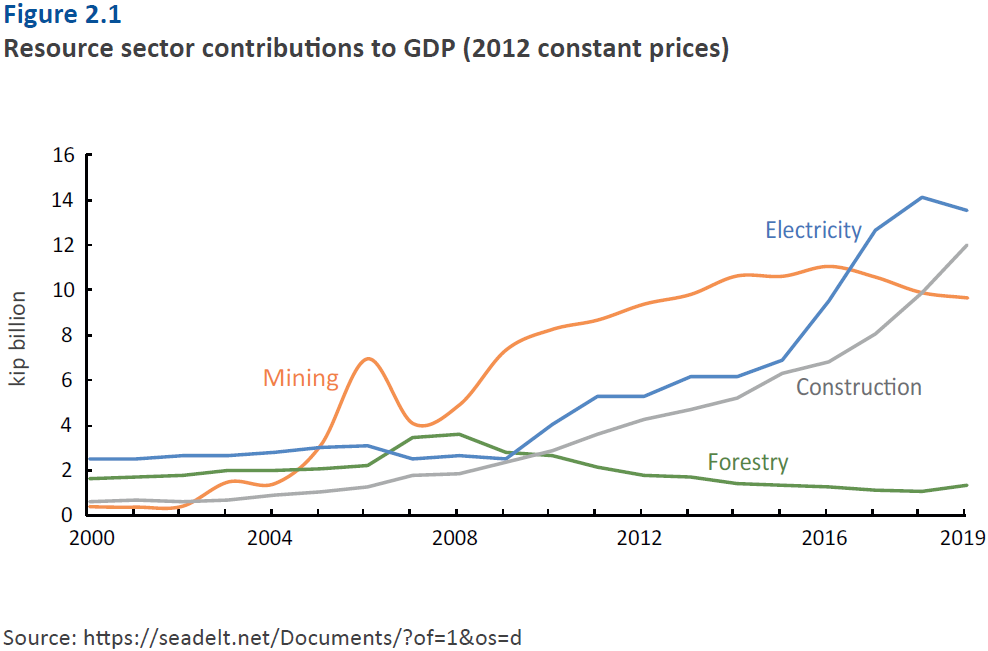 Figure 2.1
Resource sector contributions to GDP (2012 constant prices)
16
14
12
10
8
6
4
2
0
kip billion
Electricity
Mining
Construction
Forestry
2000 2004 2008 2012 2016 2019
Source: https://seadelt.net/Documents/?of=1&os=d